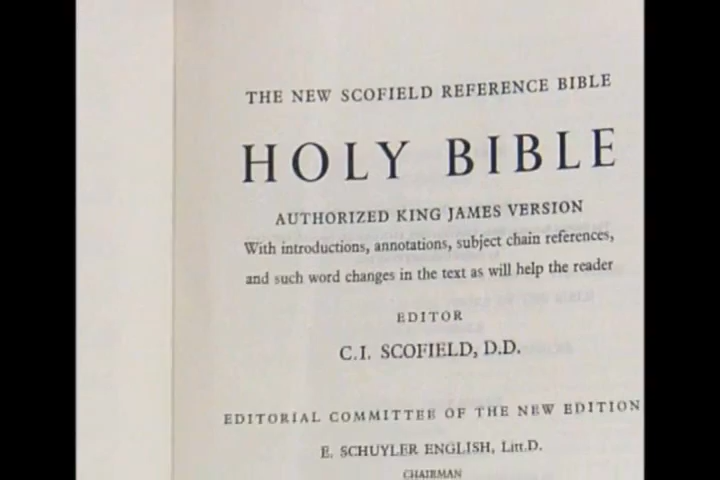 THE NEW SCOFIELD REFERENCE BIBLE
HOLY BIBLE
AUTHORIZED KING JAMES VERSION
With introductions, annotations, subject chain references,
and such word changes in the text as will help the reader
EDITOR
C.I. SCOFIELD, D.D.
EDITORIAL COMMITTEE OF THE NEW EDITION
E. SCHUYLER ENGLISH, Litt.D.
CHAIRMAN